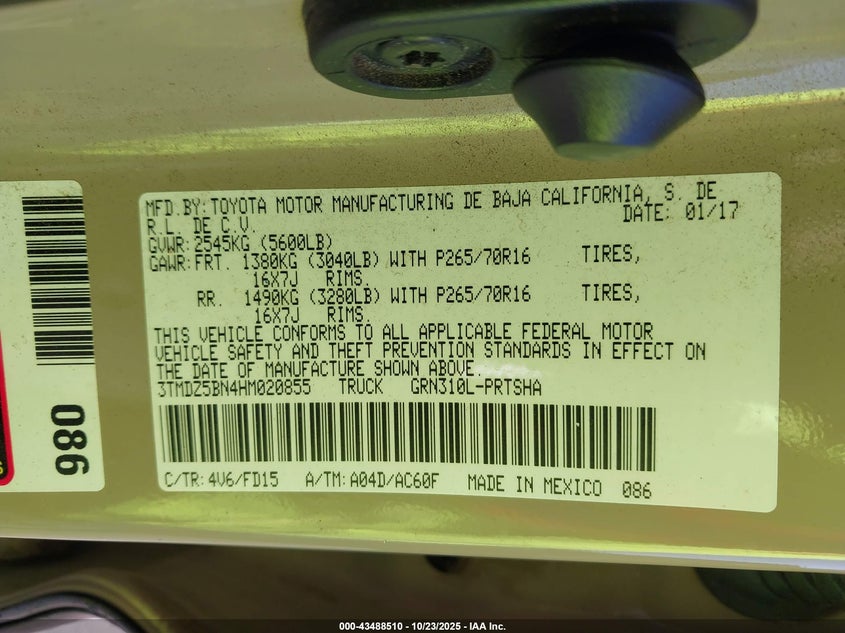 MFD.BY:TOYOTA MOTOR MANUFACTURING DE BAJA CALIFORNIA, S. DE
R.L. DE C.V. DATE: 01/17
GVWR:2545KG (5600LB)
GAWR:FRT. 1380KG (3040LB) WITH P265/70R16 TIRES,
16X7J RIMS.
RR. 1490KG (3280LB) WITH P265/70R16 TIRES,
16X7J RIMS.
THIS VEHICLE CONFORMS TO ALL APPLICABLE FEDERAL MOTOR
VEHICLE SAFETY AND THEFT PREVENTION STANDARDS IN EFFECT ON
THE DATE OF MANUFACTURE SHOWN ABOVE.
3TMDZ5BN4HM020855 TRUCK GRN310L-PRTSHA
C/TR:4V6/FD15 A/TM:A04D/AC60F MADE IN MEXICO 086
086
000-43488510 - 10/23/2025 - IAA Inc.